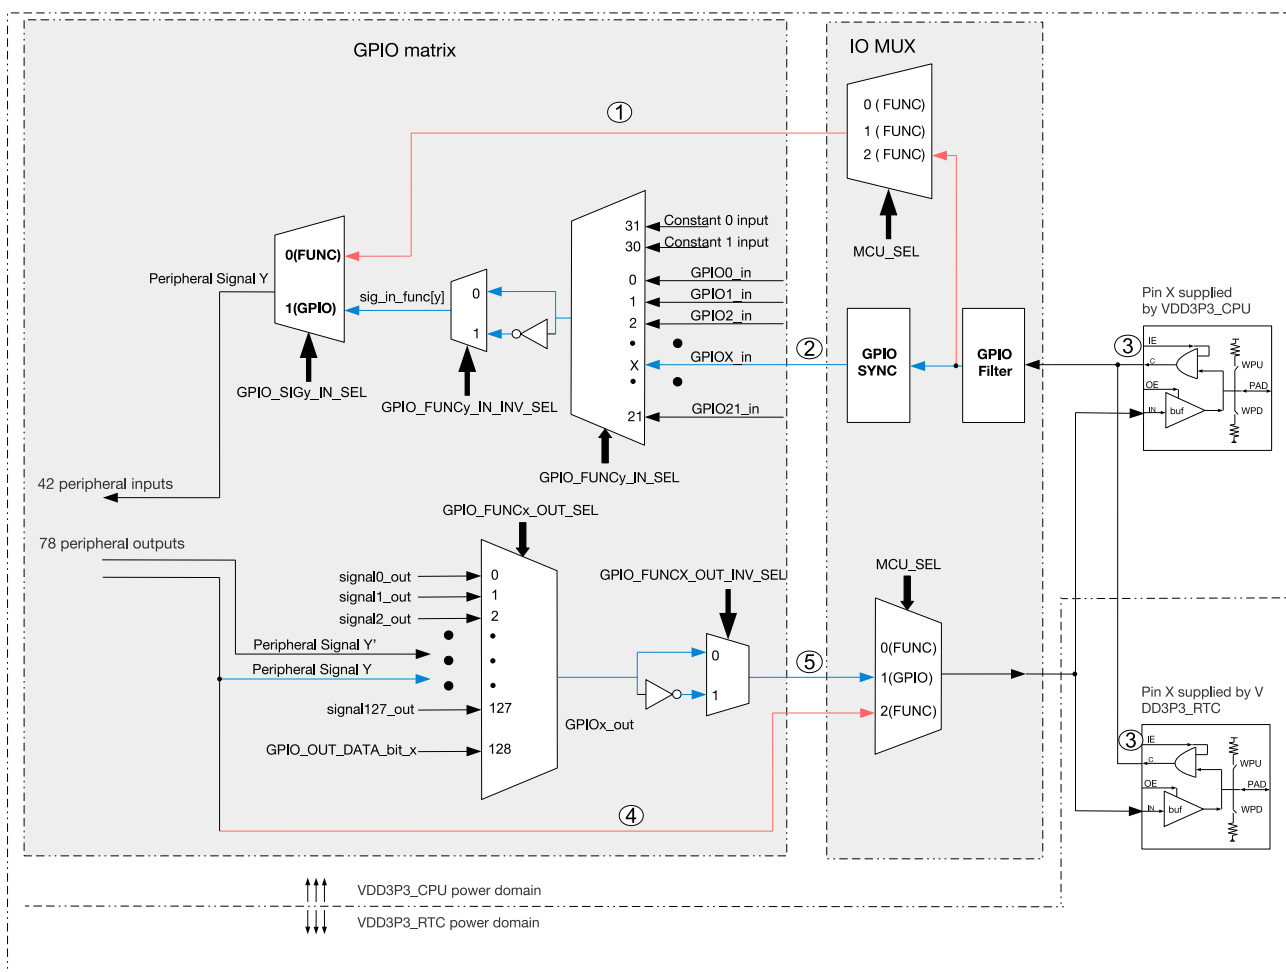 GPIO matrix
IO MUX
1
0 ( FUNC)
1 ( FUNC)
2 ( FUNC)
MCU_SEL
31
Constant 0 input
30
Constant 1 input
0
GPIO0_in
1
GPIO1_in
2
GPIO2_in
X
GPIOX_in
21
GPIO21_in
2
GPIO
SYNC
GPIO
Filter
Peripheral Signal Y
0(FUNC)
1(GPIO)
sig_in_func[y]
0
1
GPIO_SIGy_IN_SEL
GPIO_FUNCy_IN_INV_SEL
GPIO_FUNCy_IN_SEL
Pin X supplied
by VDD3P3_CPU
3
IE
C
OE
IN
buf
WPU
PAD
WPD
42 peripheral inputs
78 peripheral outputs
GPIO_FUNCx_OUT_SEL
signal0_out
0
signal1_out
1
signal2_out
2
Peripheral Signal Y'
Peripheral Signal Y
signal127_out
127
GPIO_OUT_DATA_bit_x
128
GPIOx_out
GPIO_FUNCX_OUT_INV_SEL
0
1
5
4
MCU_SEL
0(FUNC)
1(GPIO)
2(FUNC)
Pin X supplied by V
DD3P3_RTC
3
IE
C
OE
IN
buf
WPU
PAD
WPD
VDD3P3_CPU power domain
VDD3P3_RTC power domain